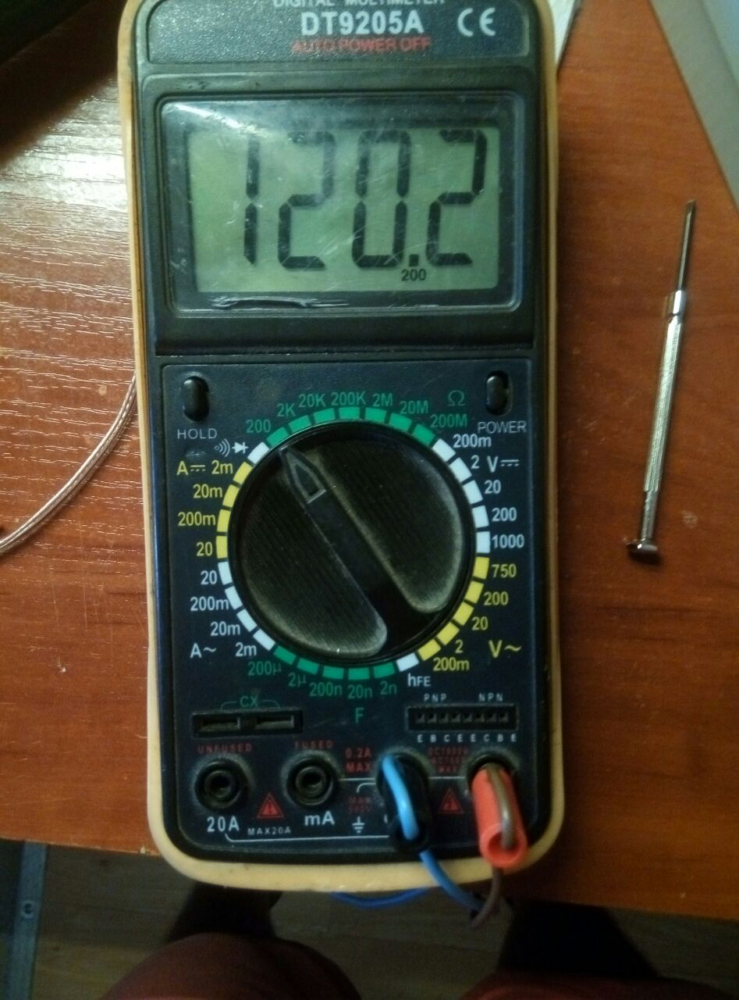 DIGITAL MULTIMETER
DT9205A CE
AUTO POWER OFF
120.2
200
HOLD
POWER
200 2K 20K 200K 2M 20M 200M Ω
A⎓ 2m
20m
200m
20
20
200m
20m
A~ 2m
200m
2 V⎓
20
200
1000
750
200
20
2 V~
200m
hFE
200µ 2µ 200n 20n 2n
F
CX
PNP NPN
E B C E E C B E
UNFUSED
FUSED
0.2A
MAX
20A
MAX20A
mA
MAX